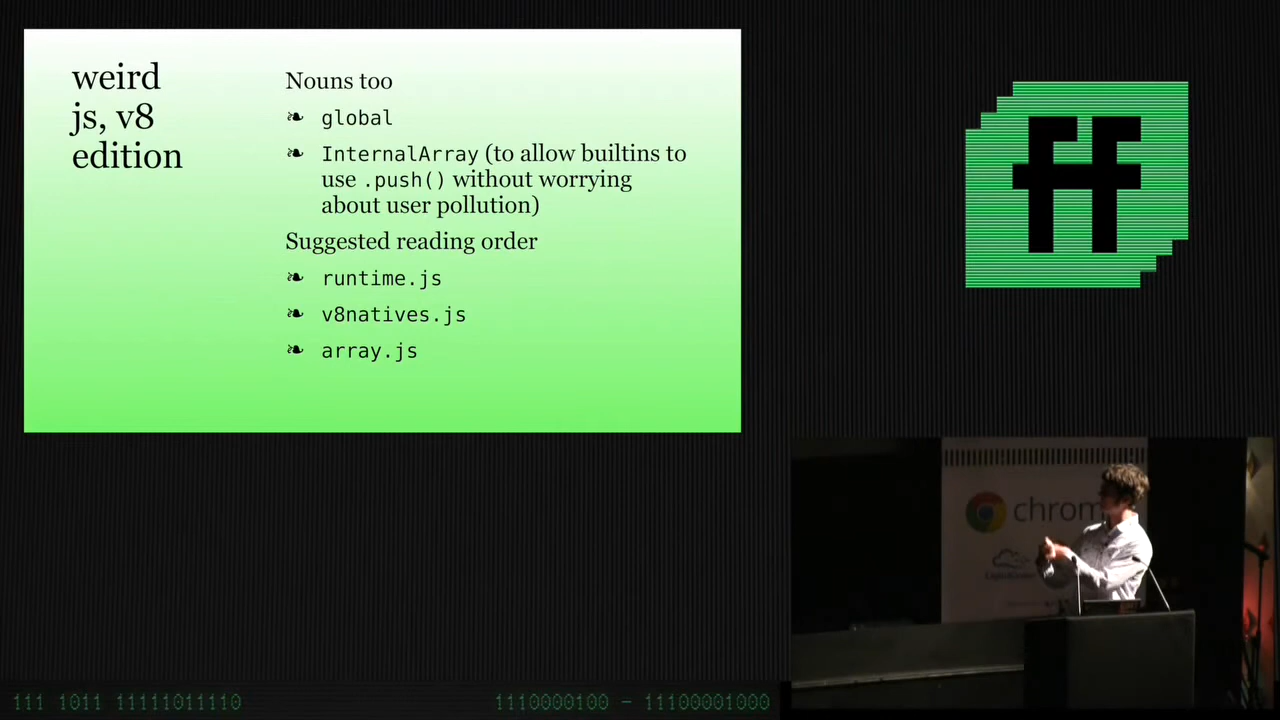 weird
js, v8
edition
Nouns too
❧ global
❧ InternalArray (to allow builtins to
use .push() without worrying
about user pollution)
Suggested reading order
❧ runtime.js
❧ v8natives.js
❧ array.js
ff
chrom
111 1011 11111011110
1110000100 – 11100001000